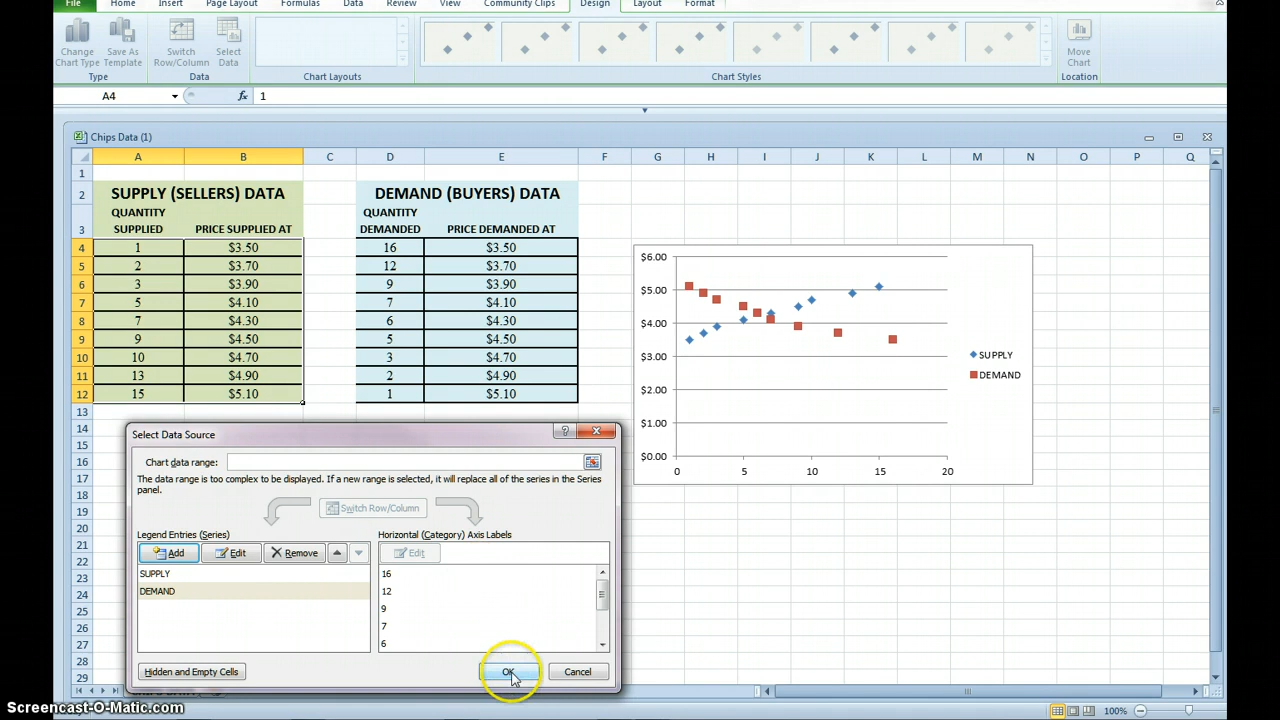 File Home Insert Page Layout Formulas Data Review View Community Clips Design Layout Format
Change Chart Type Save As Template Switch Row/Column Select Data Move Chart
Type Data Chart Layouts Chart Styles Location
A4 fx 1
Chips Data (1)
A B C D E F G H I J K L M N O P Q
1
2 SUPPLY (SELLERS) DATA DEMAND (BUYERS) DATA
QUANTITY QUANTITY
3 SUPPLIED PRICE SUPPLIED AT DEMANDED PRICE DEMANDED AT
4 1 $3.50 16 $3.50
5 2 $3.70 12 $3.70
6 3 $3.90 9 $3.90
7 5 $4.10 7 $4.10
8 7 $4.30 6 $4.30
9 9 $4.50 5 $4.50
10 10 $4.70 3 $4.70
11 13 $4.90 2 $4.90
12 15 $5.10 1 $5.10
13
14
15
16
17
18
19
20
21
22
23
24
25
26
27
28
29
$6.00
$5.00
$4.00
$3.00
$2.00
$1.00
$0.00
0 5 10 15 20
SUPPLY
DEMAND
Select Data Source
Chart data range:
The data range is too complex to be displayed. If a new range is selected, it will replace all of the series in the Series
panel.
Switch Row/Column
Legend Entries (Series) Horizontal (Category) Axis Labels
Add Edit Remove Edit
SUPPLY 16
DEMAND 12
9
7
6
Hidden and Empty Cells OK Cancel
100%
Screencast-O-Matic.com